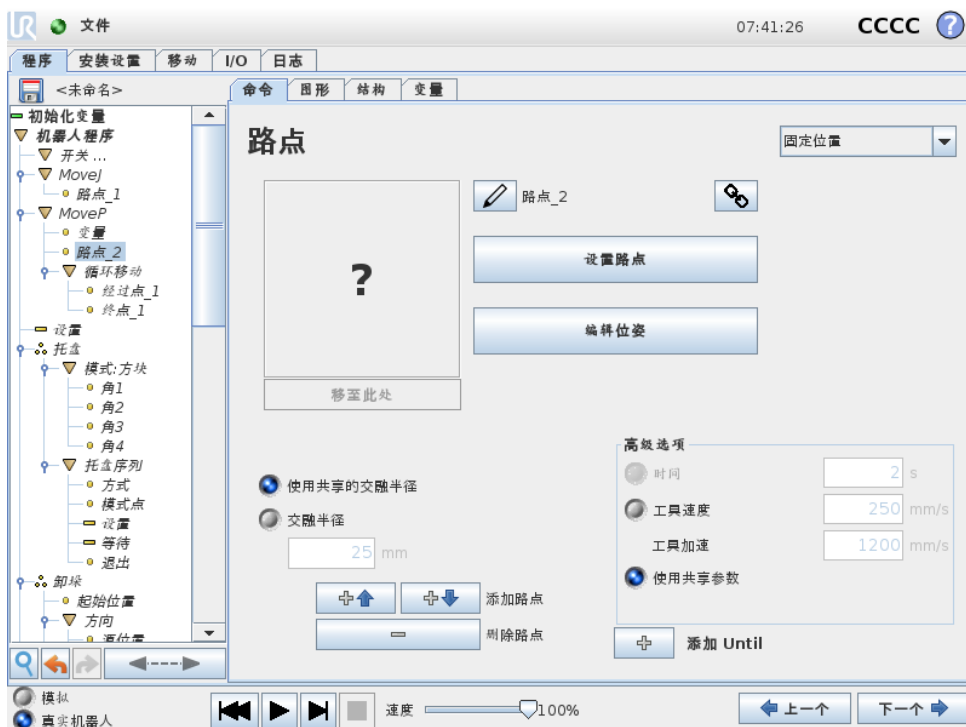 UR 文件 07:41:26 CCCC ?
程序 安装设置 移动 I/O 日志
<未命名>
命令 图形 结构 变量
初始化变量
机器人程序
开关 ...
MoveJ
路点_1
MoveP
变量
路点_2
循环移动
经过点_1
终点_1
设置
托盘
模式:方块
角1
角2
角3
角4
托盘序列
方式
模式点
设置
等待
退出
卸垛
起始位置
方向
源位置
路点
固定位置
?
路点_2
设置路点
编辑位姿
移至此处
使用共享的交融半径
交融半径
25 mm
添加路点
删除路点
高级选项
时间 2 s
工具速度 250 mm/s
工具加速 1200 mm/s
使用共享参数
添加 Until
模拟
真实机器人
速度 100%
上一个 下一个